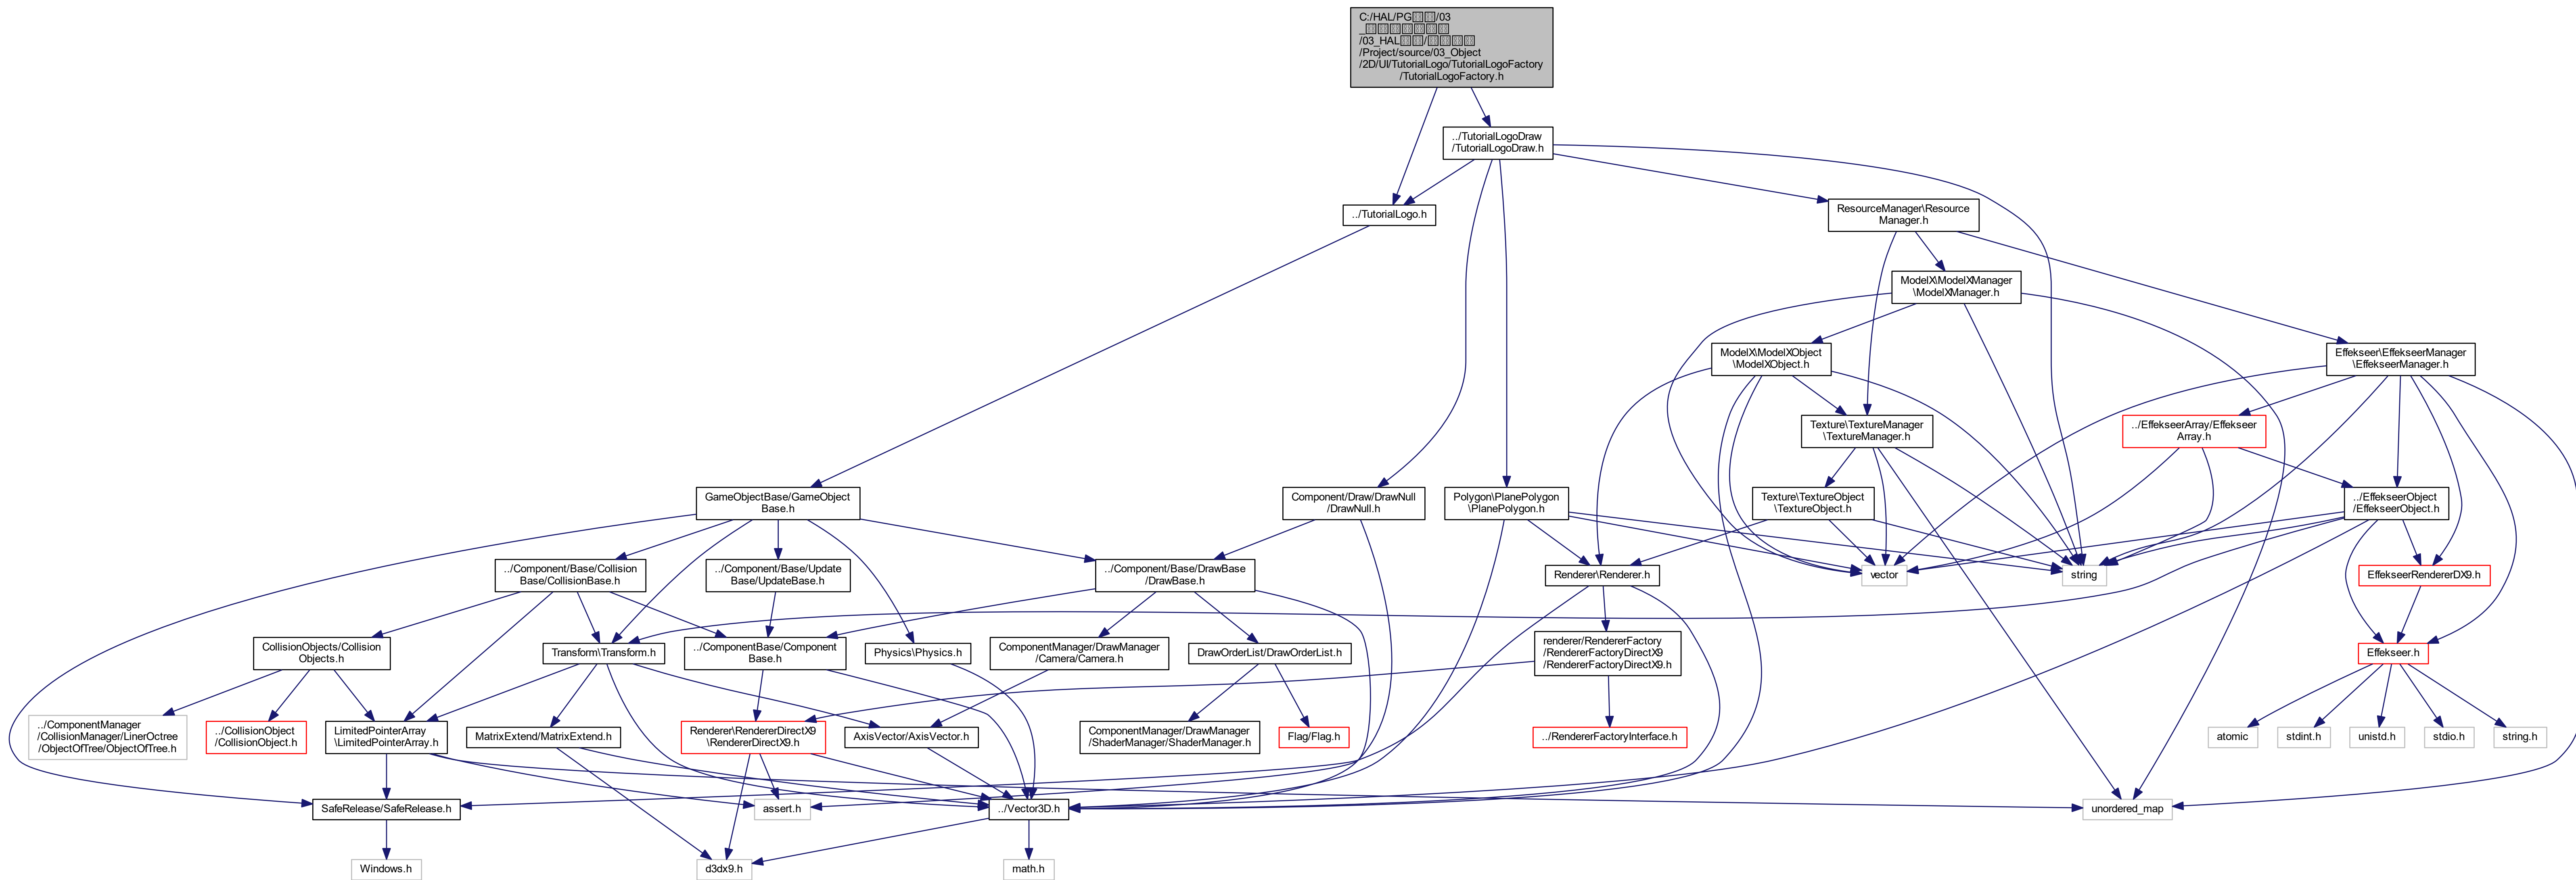 C:/HAL/PG/03
_
/03_HAL/
/Project/source/03_Object
/2D/UI/TutorialLogo/TutorialLogoFactory
/TutorialLogoFactory.h
../TutorialLogoDraw
/TutorialLogoDraw.h
../TutorialLogo.h
ResourceManager\Resource
Manager.h
ModelX\ModelXManager
\ModelXManager.h
ModelX\ModelXObject
\ModelXObject.h
Effekseer\EffekseerManager
\EffekseerManager.h
Texture\TextureManager
\TextureManager.h
../EffekseerArray/Effekseer
Array.h
GameObjectBase/GameObject
Base.h
Component/Draw/DrawNull
/DrawNull.h
Polygon\PlanePolygon
\PlanePolygon.h
Texture\TextureObject
\TextureObject.h
../EffekseerObject
/EffekseerObject.h
../Component/Base/Collision
Base/CollisionBase.h
../Component/Base/Update
Base/UpdateBase.h
../Component/Base/DrawBase
/DrawBase.h
Renderer\Renderer.h
vector
string
EffekseerRendererDX9.h
CollisionObjects/Collision
Objects.h
Transform\Transform.h
../ComponentBase/Component
Base.h
Physics\Physics.h
ComponentManager/DrawManager
/Camera/Camera.h
DrawOrderList/DrawOrderList.h
renderer/RendererFactory
/RendererFactoryDirectX9
/RendererFactoryDirectX9.h
Effekseer.h
../ComponentManager
/CollisionManager/LinerOctree
/ObjectOfTree/ObjectOfTree.h
../CollisionObject
/CollisionObject.h
LimitedPointerArray
\LimitedPointerArray.h
MatrixExtend/MatrixExtend.h
Renderer\RendererDirectX9
\RendererDirectX9.h
AxisVector/AxisVector.h
ComponentManager/DrawManager
/ShaderManager/ShaderManager.h
Flag/Flag.h
../RendererFactoryInterface.h
atomic
stdint.h
unistd.h
stdio.h
string.h
SafeRelease/SafeRelease.h
assert.h
../Vector3D.h
unordered_map
Windows.h
d3dx9.h
math.h